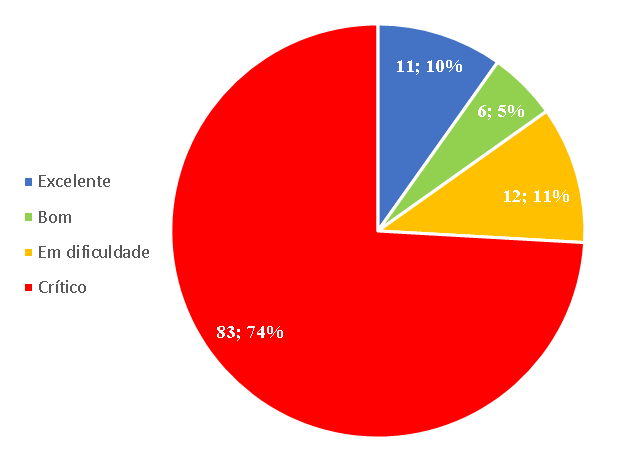 11; 10%
6; 5%
12; 11%
83; 74%
Excelente
Bom
Em dificuldade
Crítico